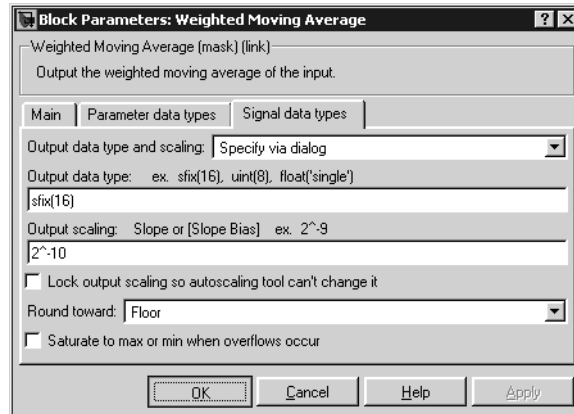 Block Parameters: Weighted Moving Average
Weighted Moving Average (mask) (link)
Output the weighted moving average of the input.
Main Parameter data types Signal data types
Output data type and scaling: Specify via dialog
Output data type: ex. sfix(16), uint(8), float('single')
sfix(16)
Output scaling: Slope or [Slope Bias] ex. 2^-9
2^-10
Lock output scaling so autoscaling tool can't change it
Round toward: Floor
Saturate to max or min when overflows occur
OK Cancel Help Apply